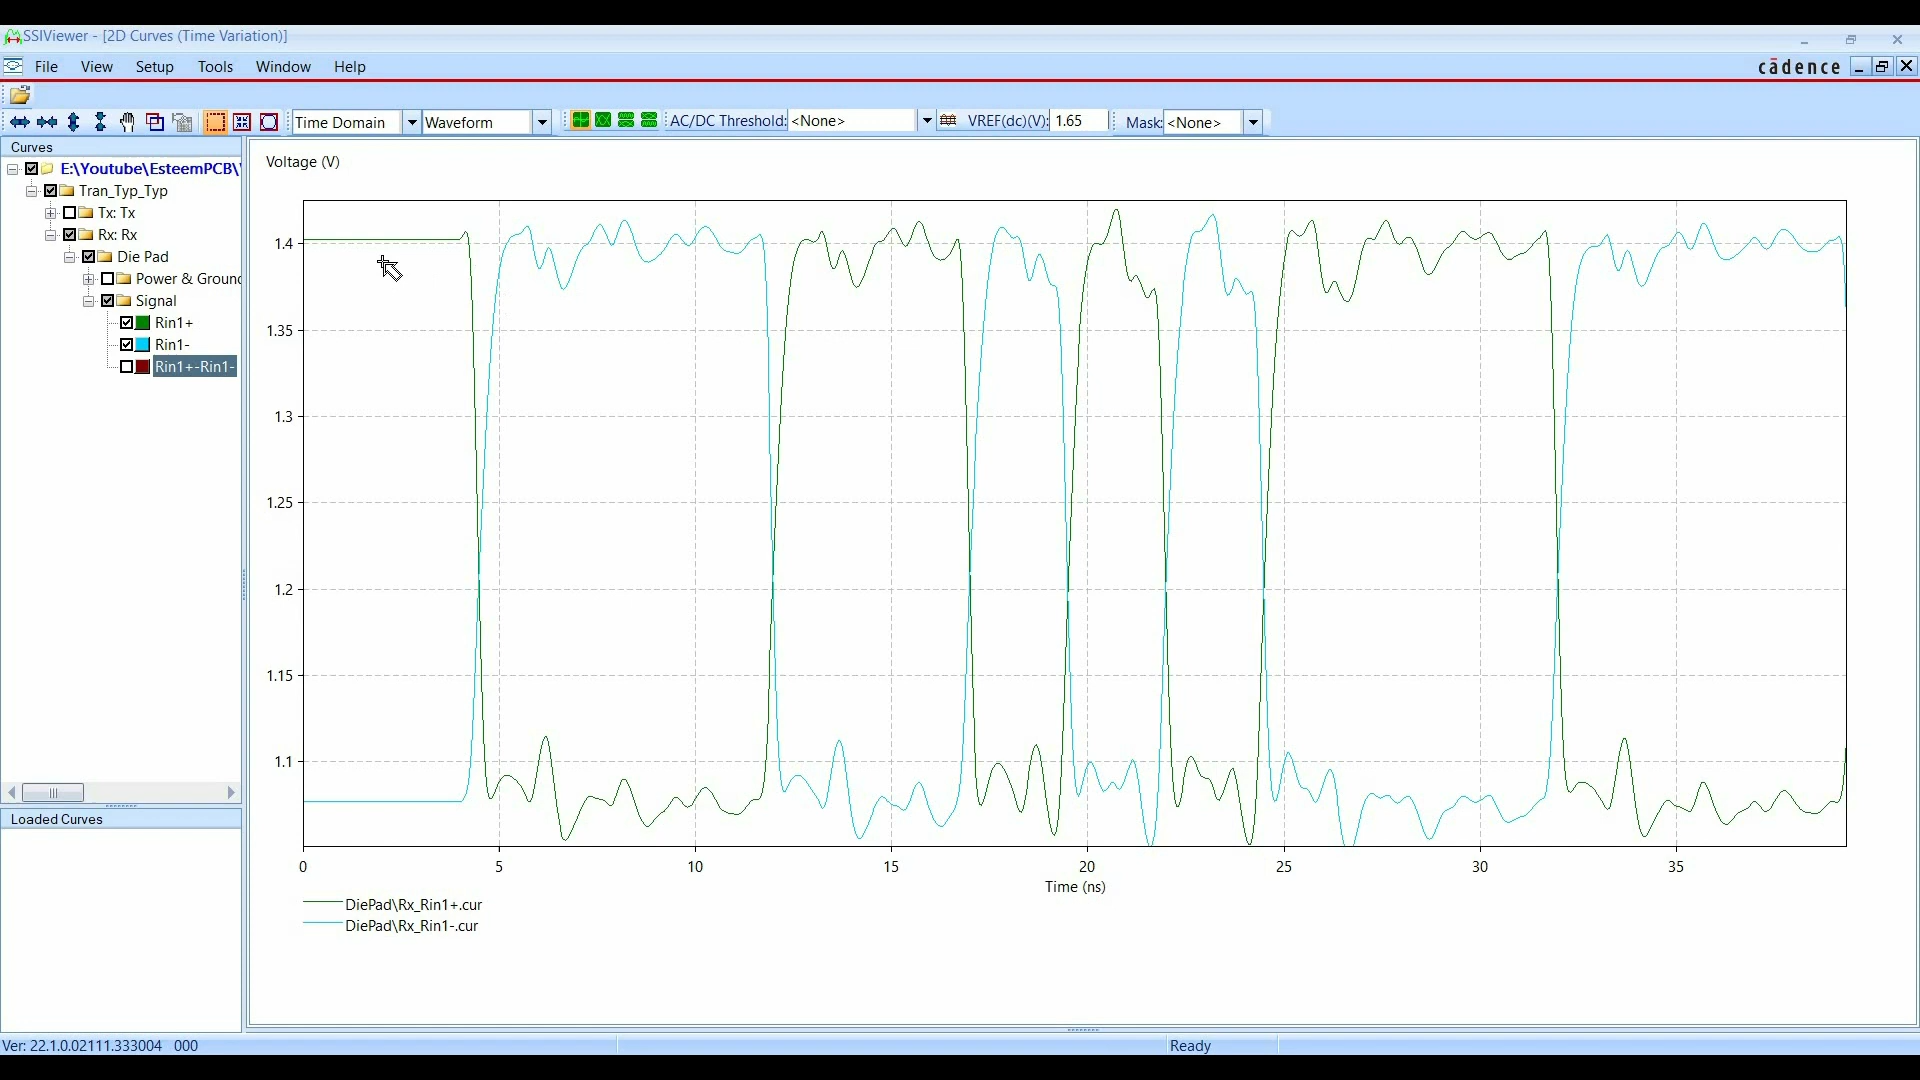 SSIViewer - [2D Curves (Time Variation)]
File View Setup Tools Window Help
cādence
Time Domain Waveform AC/DC Threshold: <None> VREF(dc)(V): 1.65 Mask: <None>
Curves
E:\Youtube\EsteemPCB\
Tran_Typ_Typ
Tx: Tx
Rx: Rx
Die Pad
Power & Ground
Signal
Rin1+
Rin1-
Rin1+-Rin1-
Loaded Curves
Voltage (V)
1.4
1.35
1.3
1.25
1.2
1.15
1.1
0 5 10 15 20 25 30 35
Time (ns)
DiePad\Rx_Rin1+.cur
DiePad\Rx_Rin1-.cur
Ver: 22.1.0.02111.333004 000
Ready